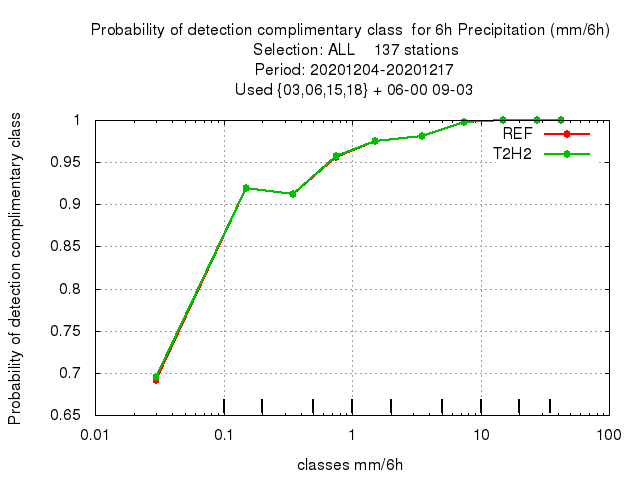 Probability of detection complimentary class  for 6h Precipitation (mm/6h)
Selection: ALL    137 stations
Period: 20201204-20201217
Used {03,06,15,18} + 06-00 09-03
Probability of detection complimentary class
1
0.95
0.9
0.85
0.8
0.75
0.7
0.65
REF
T2H2
0.01
0.1
1
10
100
classes mm/6h